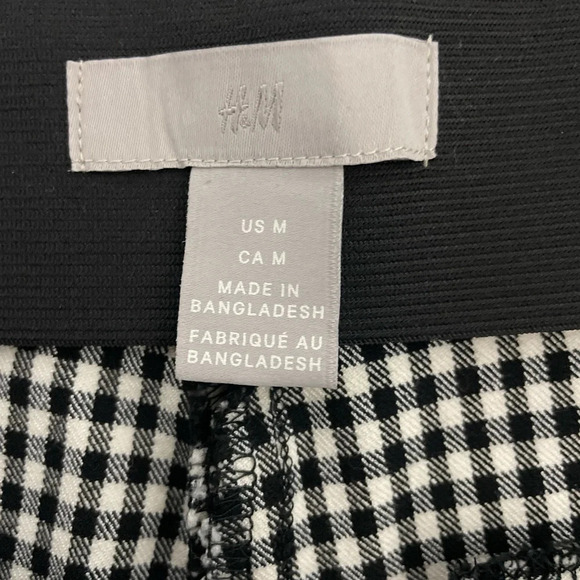 H&M
US M
CA M
MADE IN
BANGLADESH
FABRIQUÉ AU
BANGLADESH